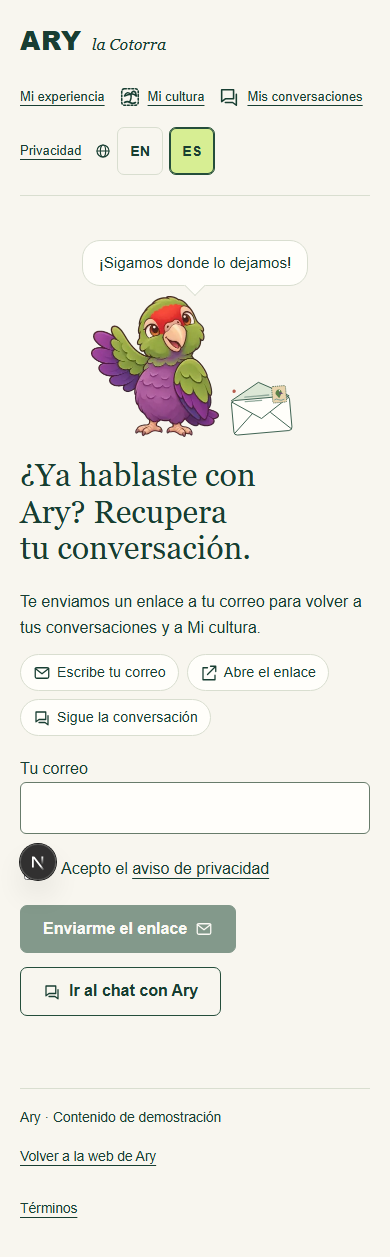 ARY la Cotorra
Mi experiencia Mi cultura Mis conversaciones
Privacidad EN ES
¡Sigamos donde lo dejamos!
¿Ya hablaste con
Ary? Recupera
tu conversación.
Te enviamos un enlace a tu correo para volver a
tus conversaciones y a Mi cultura.
Escribe tu correo Abre el enlace
Sigue la conversación
Tu correo
N Acepto el aviso de privacidad
Enviarme el enlace
Ir al chat con Ary
Ary · Contenido de demostración
Volver a la web de Ary
Términos